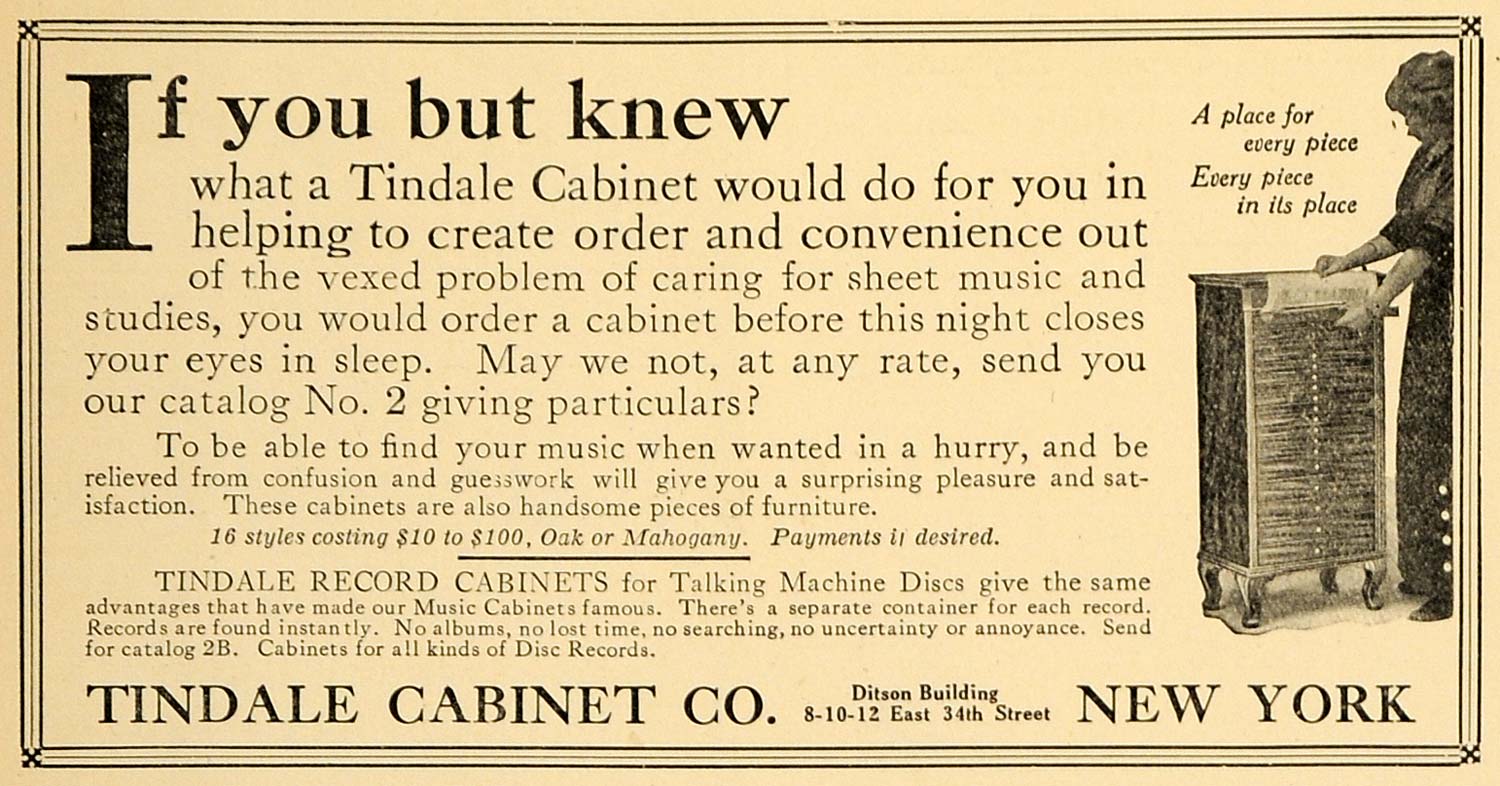 If you but knew
what a Tindale Cabinet would do for you in
helping to create order and convenience out
of the vexed problem of caring for sheet music and
studies, you would order a cabinet before this night closes
your eyes in sleep. May we not, at any rate, send you
our catalog No. 2 giving particulars?
To be able to find your music when wanted in a hurry, and be
relieved from confusion and guesswork will give you a surprising pleasure and sat-
isfaction. These cabinets are also handsome pieces of furniture.
16 styles costing $10 to $100, Oak or Mahogany. Payments if desired.
TINDALE RECORD CABINETS for Talking Machine Discs give the same
advantages that have made our Music Cabinets famous. There's a separate container for each record.
Records are found instantly. No albums, no lost time, no searching, no uncertainty or annoyance. Send
for catalog 2B. Cabinets for all kinds of Disc Records.
A place for
every piece
Every piece
in its place
TINDALE CABINET CO. Ditson Building
8-10-12 East 34th Street NEW YORK